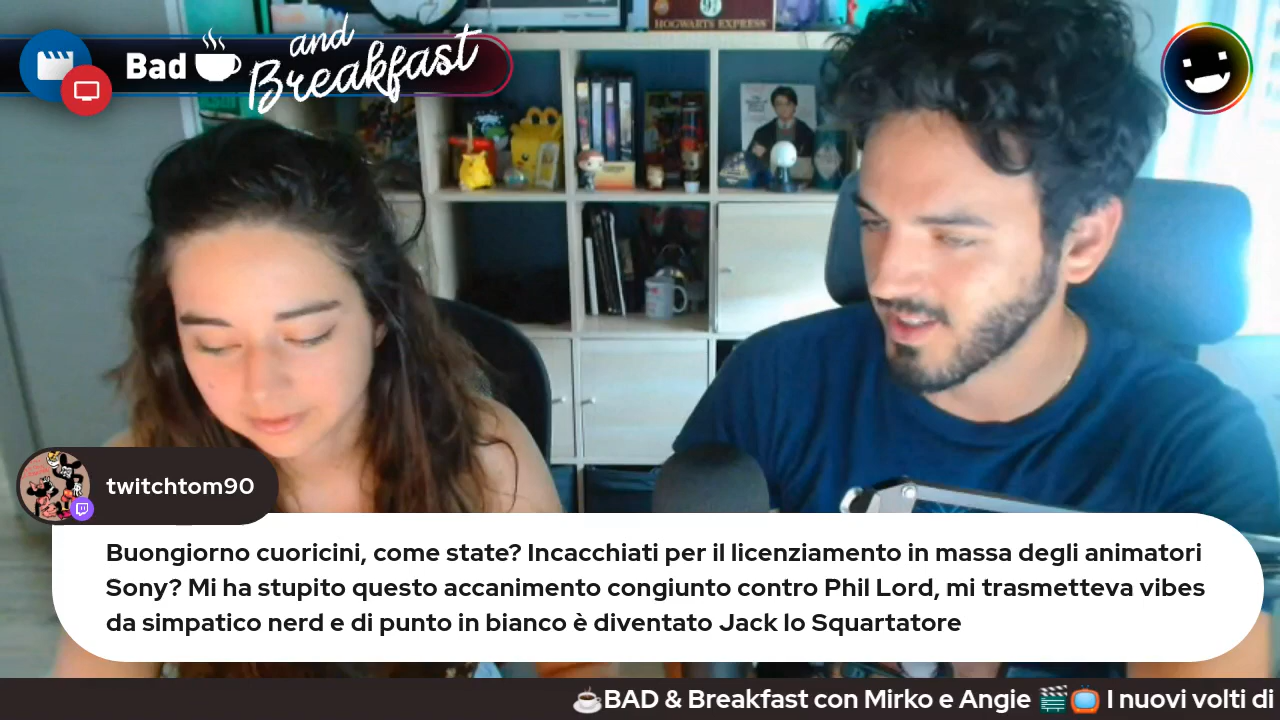 HOGWARTS EXPRESS
Bad and
Breakfast
twitchtom90
Buongiorno cuoricini, come state? Incacchiati per il licenziamento in massa degli animatori
Sony? Mi ha stupito questo accanimento congiunto contro Phil Lord, mi trasmetteva vibes
da simpatico nerd e di punto in bianco è diventato Jack lo Squartatore
☕BAD & Breakfast con Mirko e Angie 🎬📺 I nuovi volti di